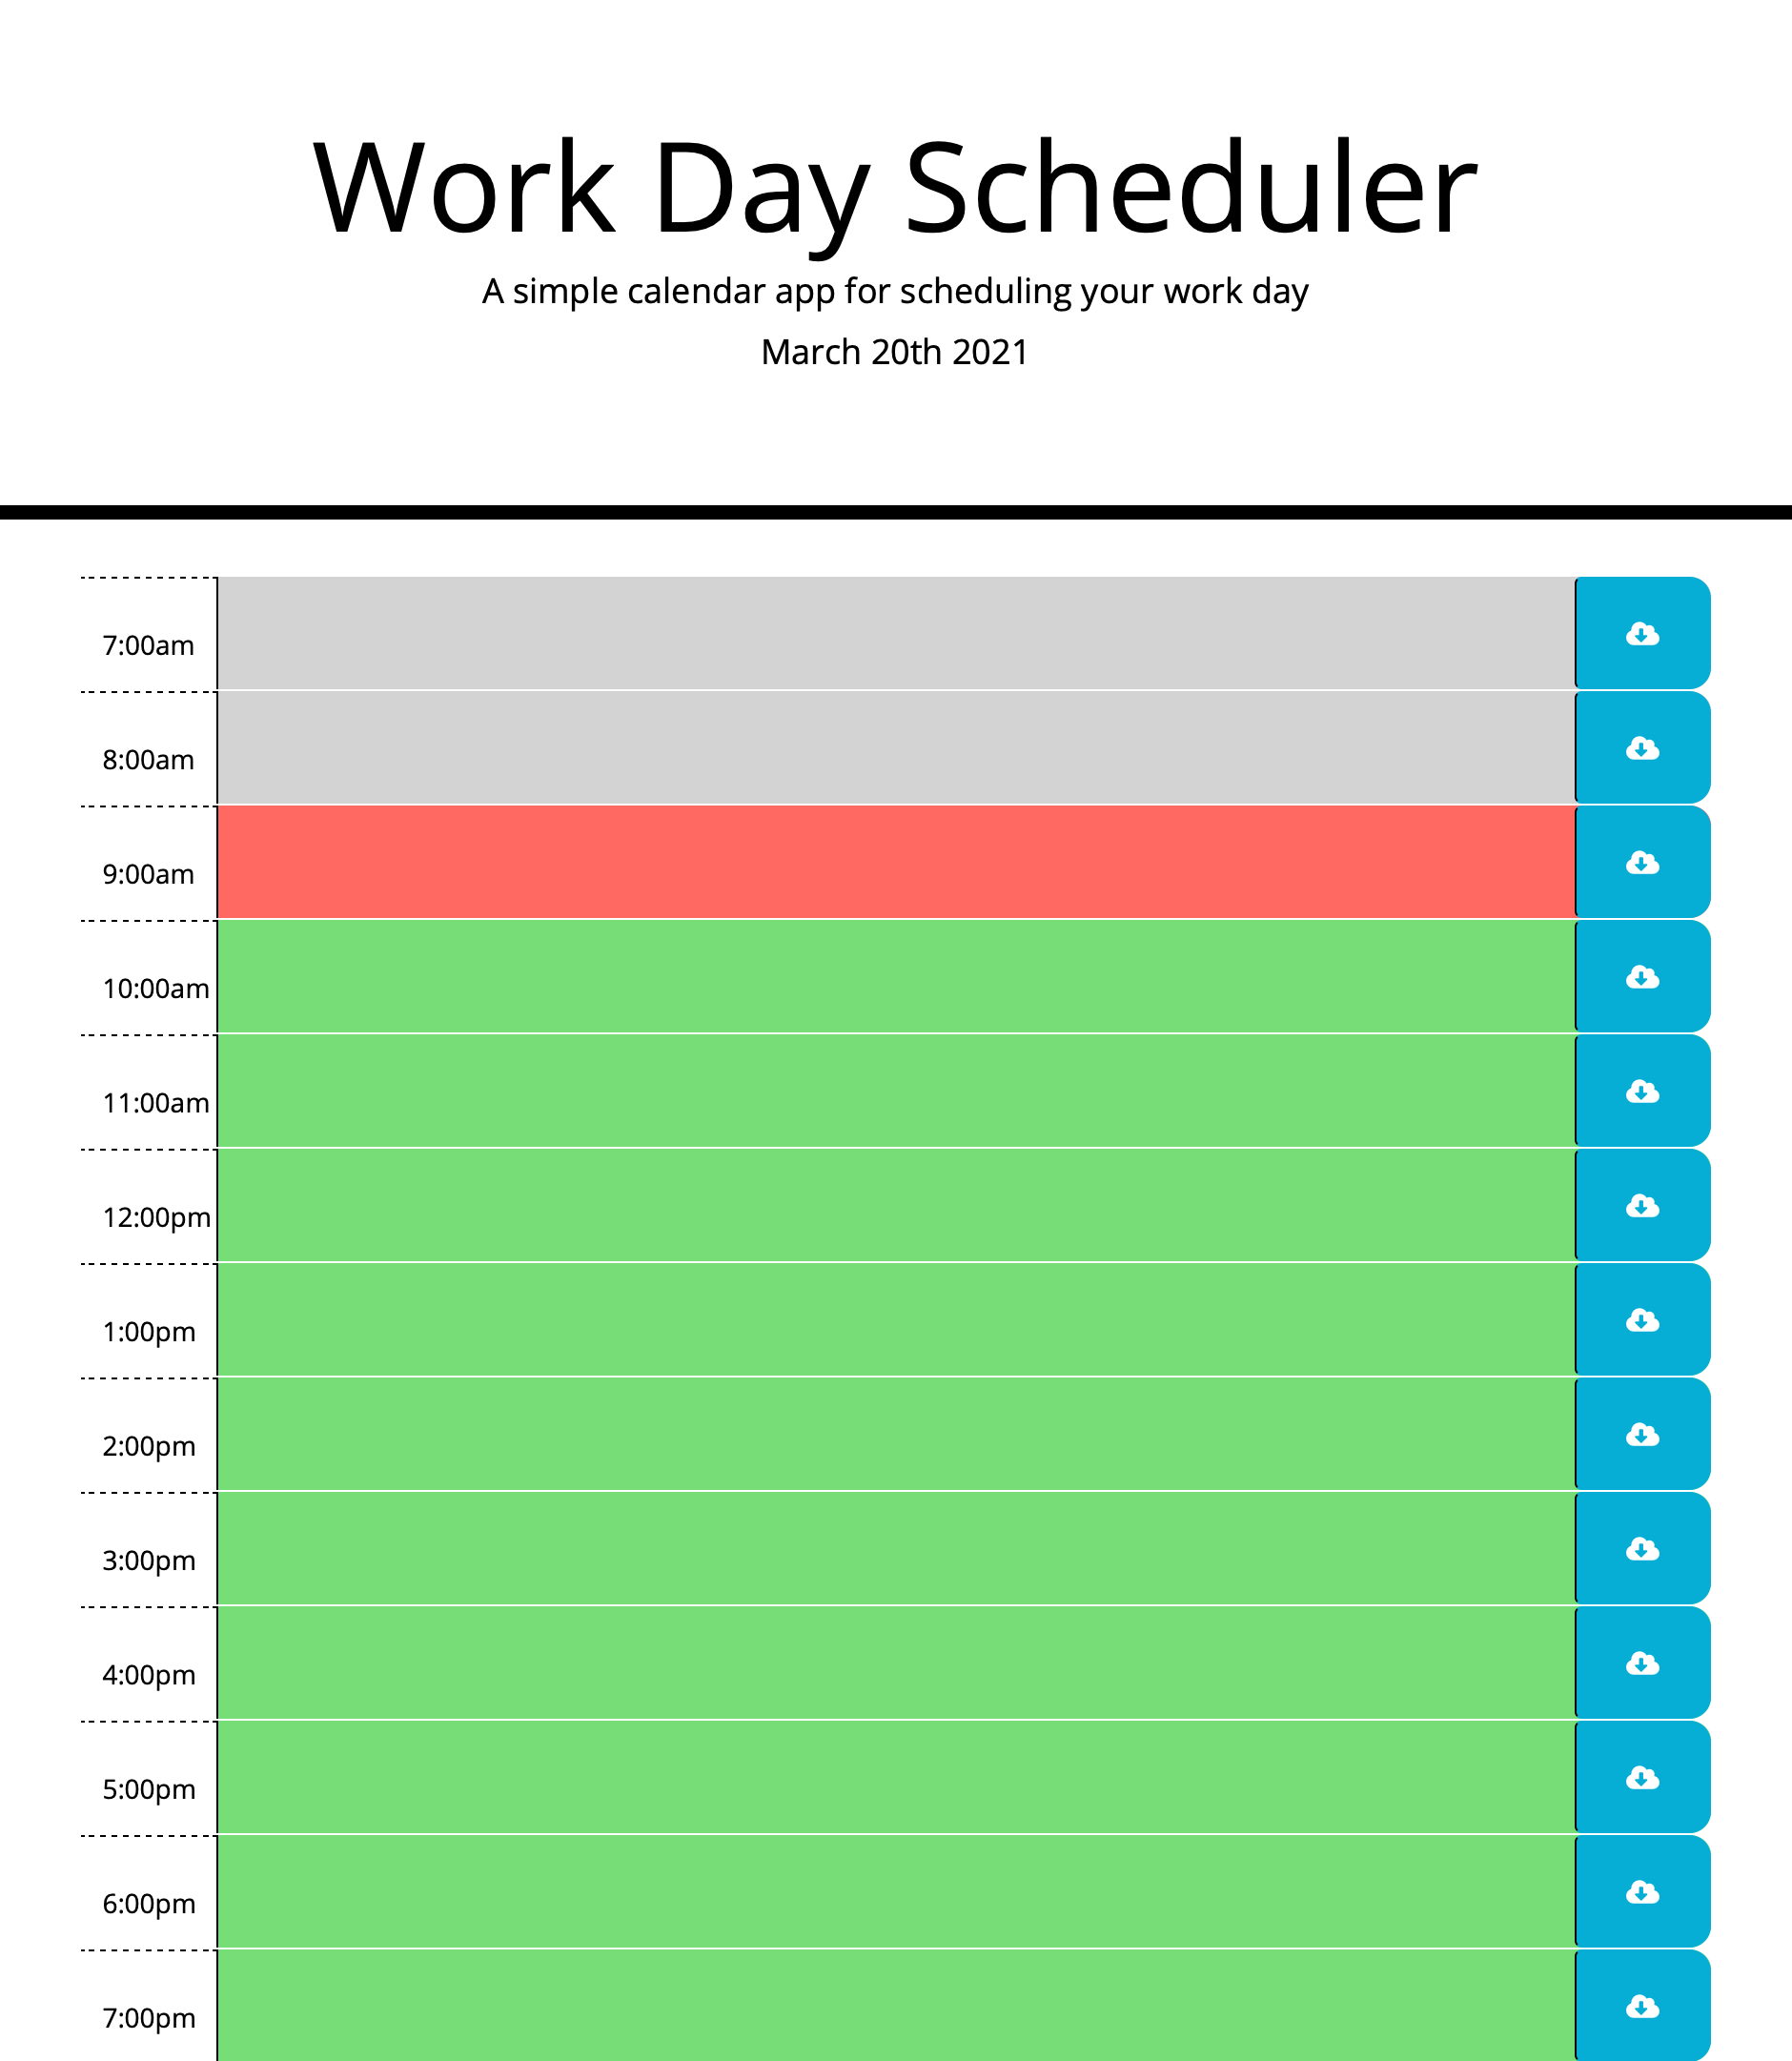 Work Day Scheduler
A simple calendar app for scheduling your work day
March 20th 2021
7:00am
8:00am
9:00am
10:00am
11:00am
12:00pm
1:00pm
2:00pm
3:00pm
4:00pm
5:00pm
6:00pm
7:00pm